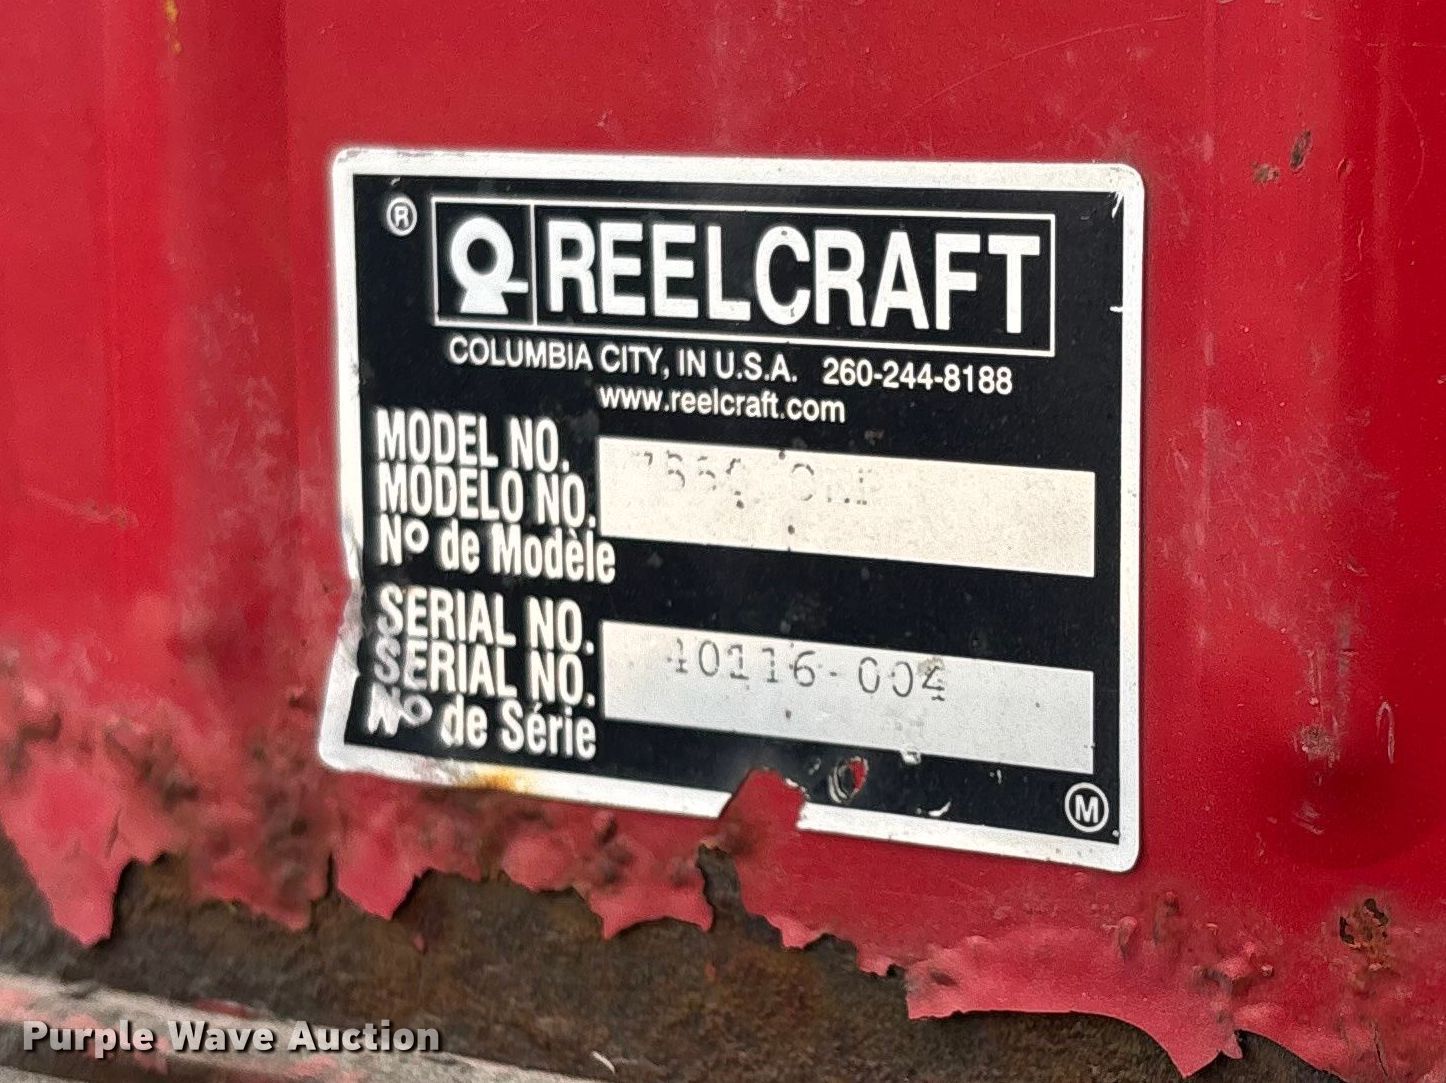 ®
REELCRAFT
COLUMBIA CITY, IN U.S.A. 260-244-8188
www.reelcraft.com
MODEL NO.
MODELO NO.
Nº de Modèle
SERIAL NO. 40116-004
SERIAL NO.
Nº de Série
M
Purple Wave Auction